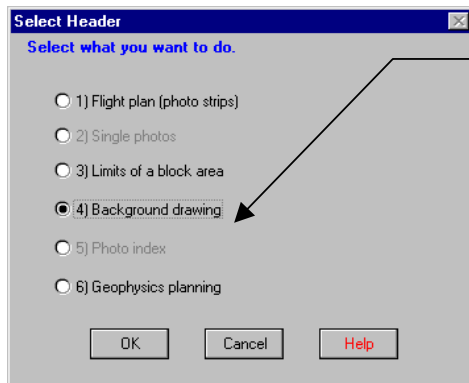 Select Header
Select what you want to do.
1) Flight plan (photo strips)
2) Single photos
3) Limits of a block area
4) Background drawing
5) Photo index
6) Geophysics planning
OK Cancel Help